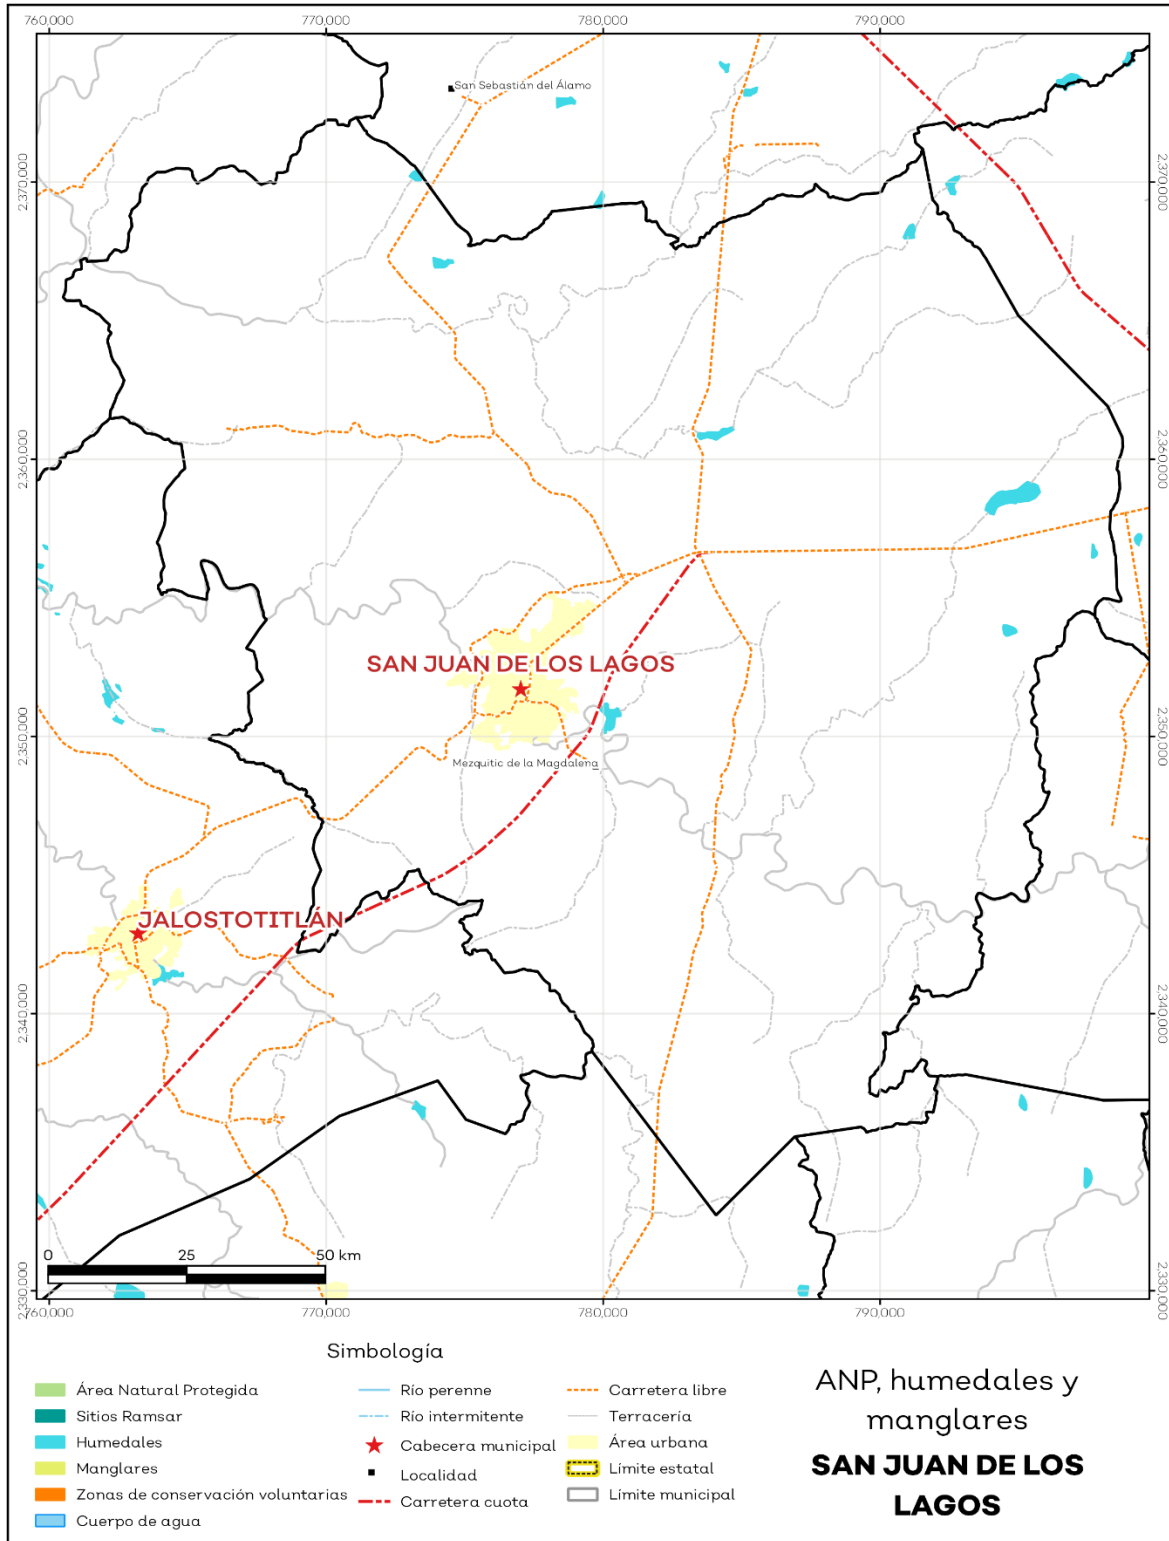 760,000
770,000
780,000
790,000
San Sebastián del Álamo
2,370,000
2,370,000
2,360,000
2,360,000
SAN JUAN DE LOS LAGOS
2,350,000
2,350,000
Mezquitic de la Magdalena
JALOSTOTITLÁN
2,340,000
2,340,000
0 25 50 km
2,330,000
2,330,000
760,000
770,000
780,000
790,000
Simbología
Área Natural Protegida
Sitios Ramsar
Humedales
Manglares
Zonas de conservación voluntarias
Cuerpo de agua
Río perenne
Río intermitente
Cabecera municipal
Localidad
Carretera cuota
Carretera libre
Terracería
Área urbana
Límite estatal
Límite municipal
ANP, humedales y
manglares
SAN JUAN DE LOS
LAGOS